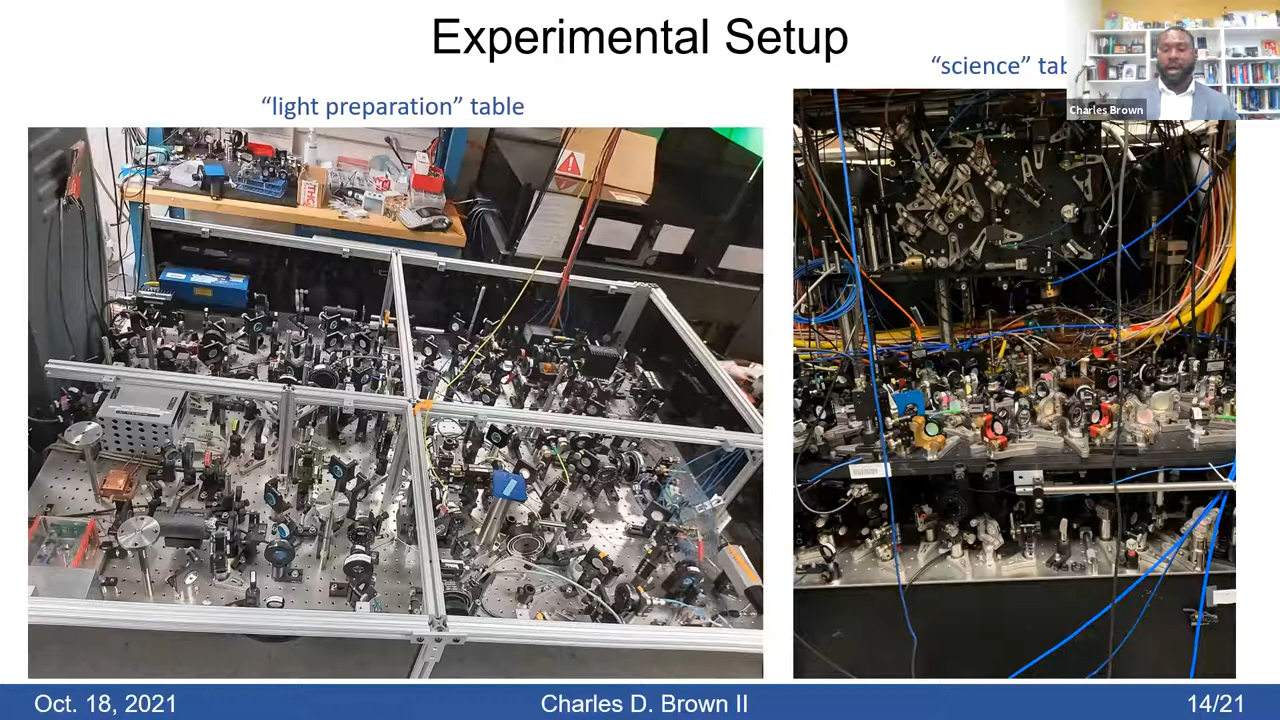 Experimental Setup
“science” tab
“light preparation” table
Charles Brown
Oct. 18, 2021
Charles D. Brown II
14/21